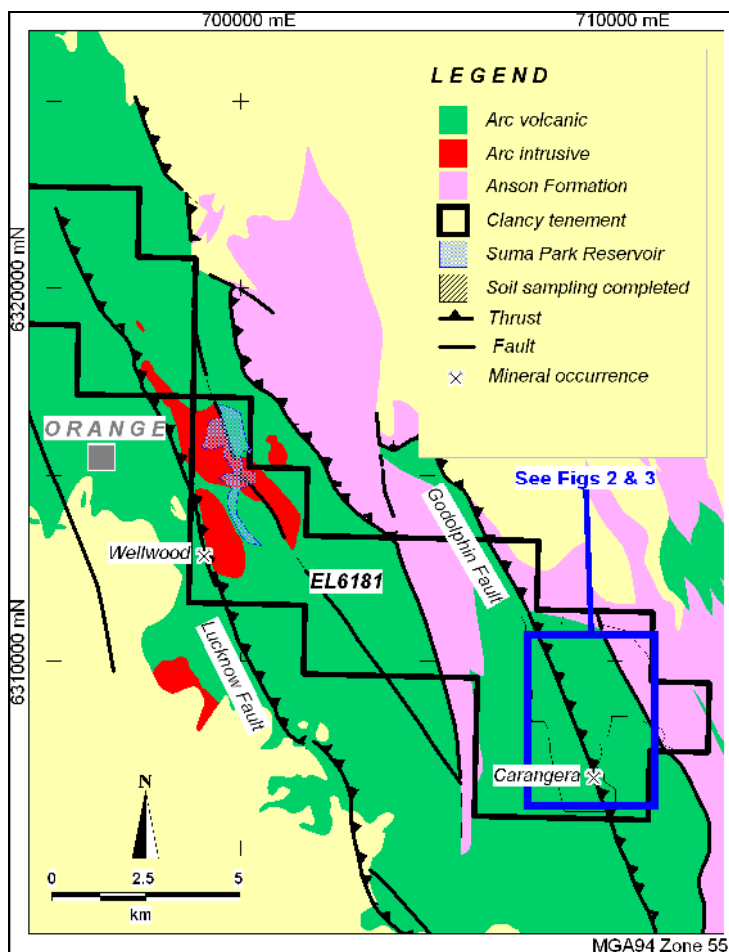 700000 mE
710000 mE
LEGEND
Arc volcanic
Arc intrusive
Anson Formation
Clancy tenement
Suma Park Reservoir
Soil sampling completed
Thrust
Fault
Mineral occurrence
6320000 mN
ORANGE
See Figs 2 & 3
Godolphin Fault
Wellwood
EL6181
6310000 mN
Lucknow Fault
Carangera
N
0 2.5 5
km
MGA94 Zone 55